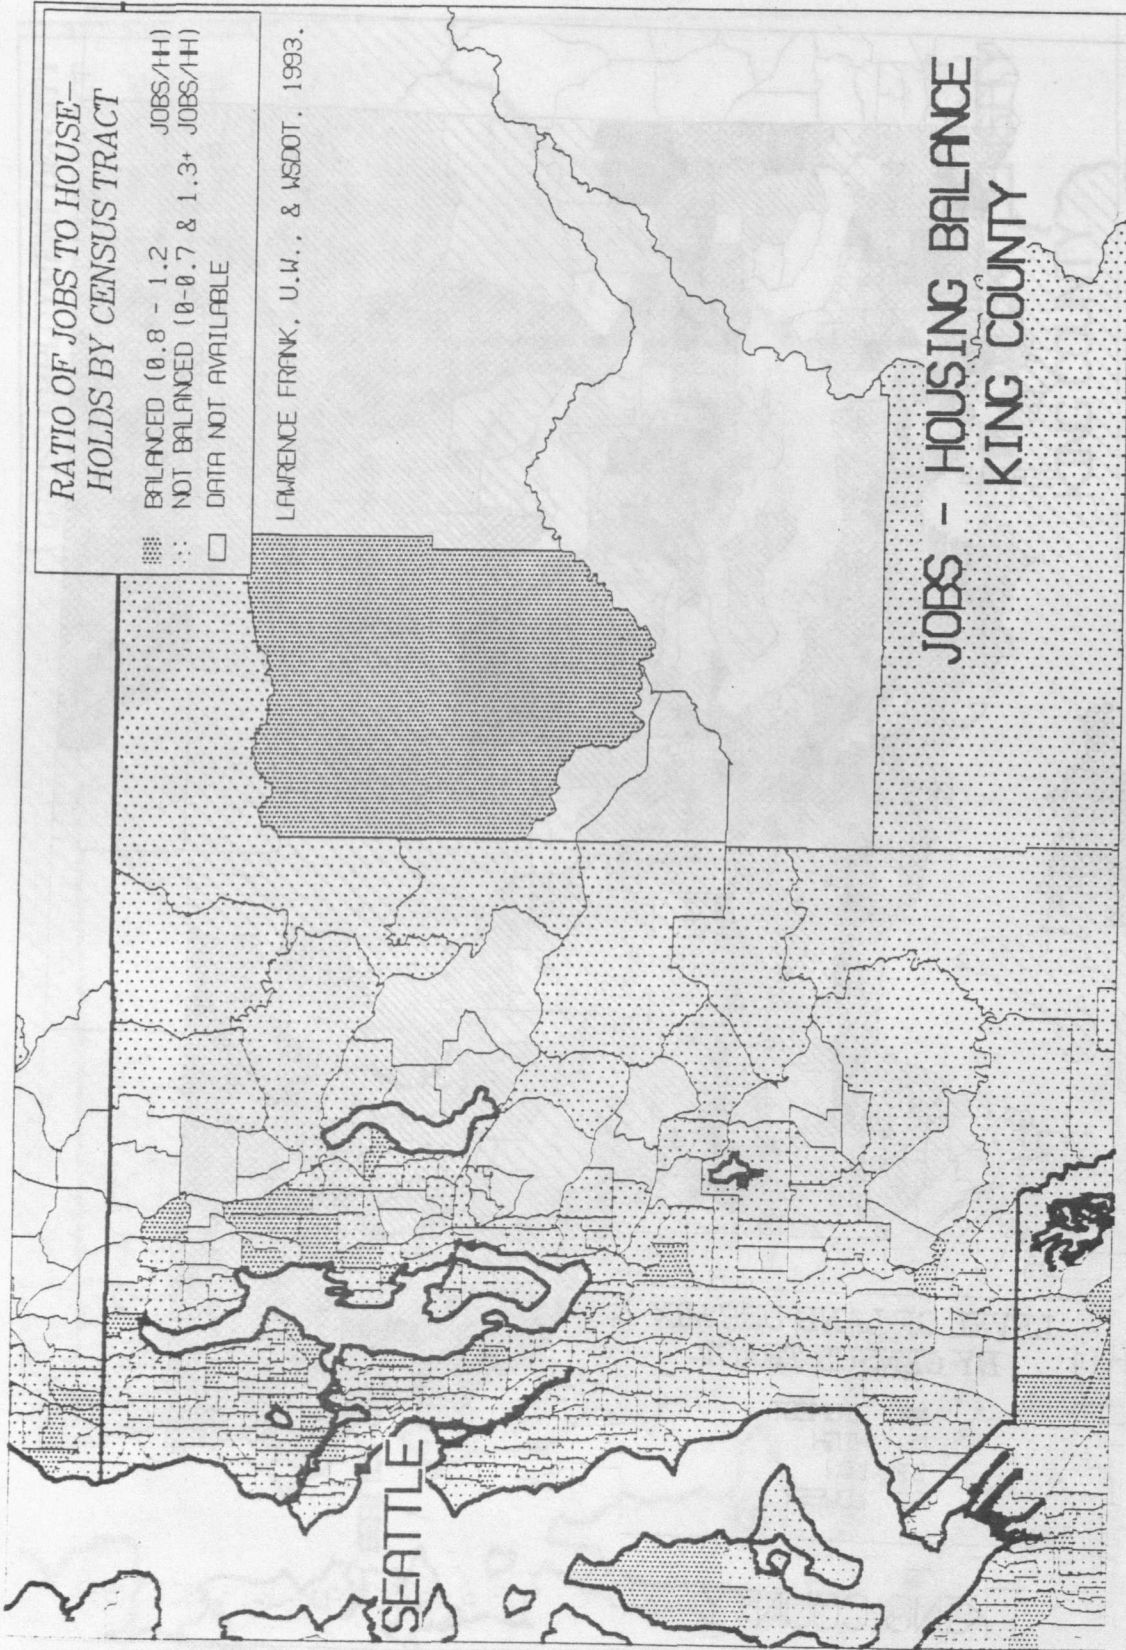 RATIO OF JOBS TO HOUSE-
HOLDS BY CENSUS TRACT
BALANCED (0.8 - 1.2 JOBS/HH)
NOT BALANCED (0-0.7 & 1.3+ JOBS/HH)
DATA NOT AVAILABLE
LAWRENCE FRANK, U.W., & WSDOT, 1993.
SEATTLE
JOBS - HOUSING BALANCE
KING COUNTY